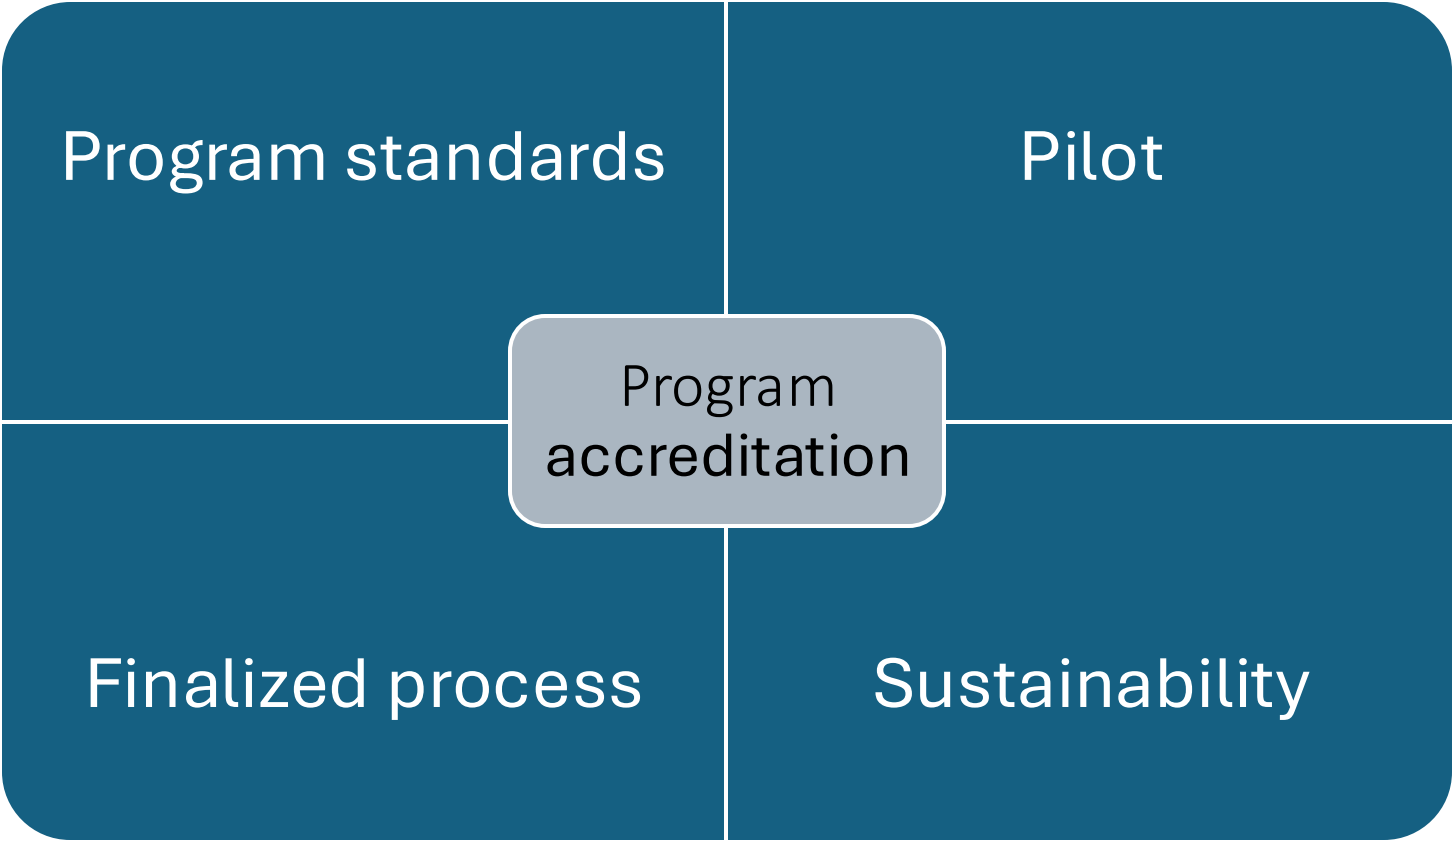 Program standards
Pilot
Program
accreditation
Finalized process
Sustainability